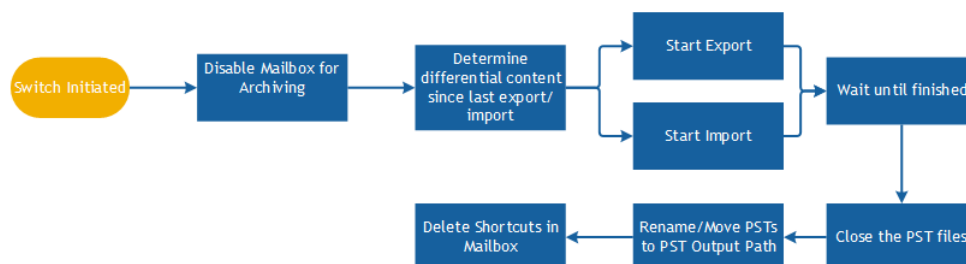 Switch Initiated
Disable Mailbox for
Archiving
Determine
differential content
since last export/
import
Start Export
Start Import
Wait until finished
Close the PST files
Rename/Move PSTs
to PST Output Path
Delete Shortcuts in
Mailbox